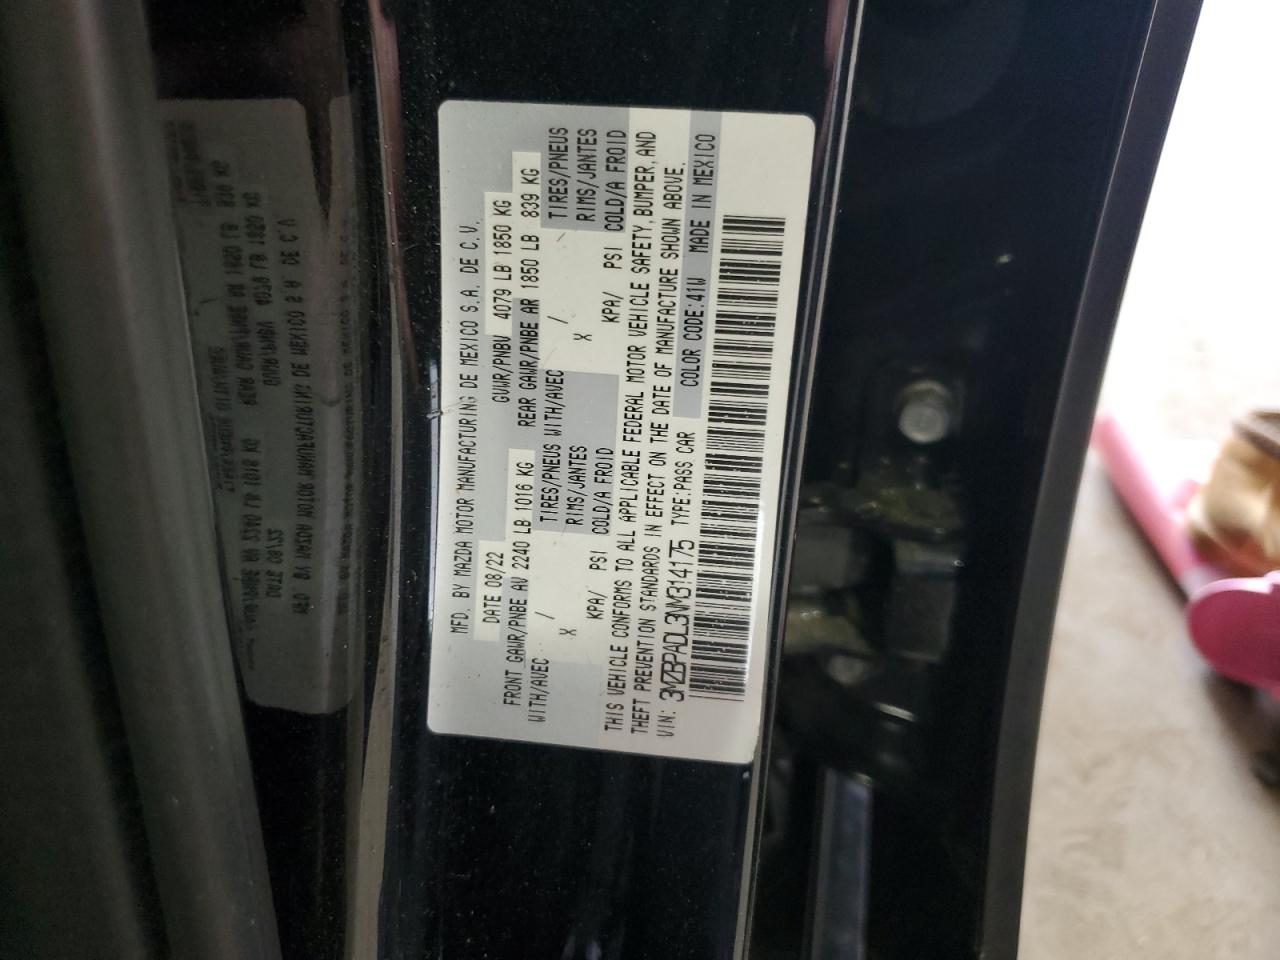 MFD. BY MAZDA MOTOR MANUFACTURING DE MEXICO S.A. DE C.V.
DATE 08/22 GVWR/PNBV 4079 LB 1850 KG
FRONT GAWR/PNBE AV 2240 LB 1016 KG REAR GAWR/PNBE AR 1850 LB 839 KG
WITH/AVEC / TIRES/PNEUS WITH/AVEC / TIRES/PNEUS
X RIMS/JANTES X RIMS/JANTES
KPA/ PSI COLD/A FROID KPA/ PSI COLD/A FROID
THIS VEHICLE CONFORMS TO ALL APPLICABLE FEDERAL MOTOR VEHICLE SAFETY, BUMPER, AND
THEFT PREVENTION STANDARDS IN EFFECT ON THE DATE OF MANUFACTURE SHOWN ABOVE.
VIN: 3MZBPADL3NM314175 TYPE:PASS CAR COLOR CODE:41W MADE IN MEXICO